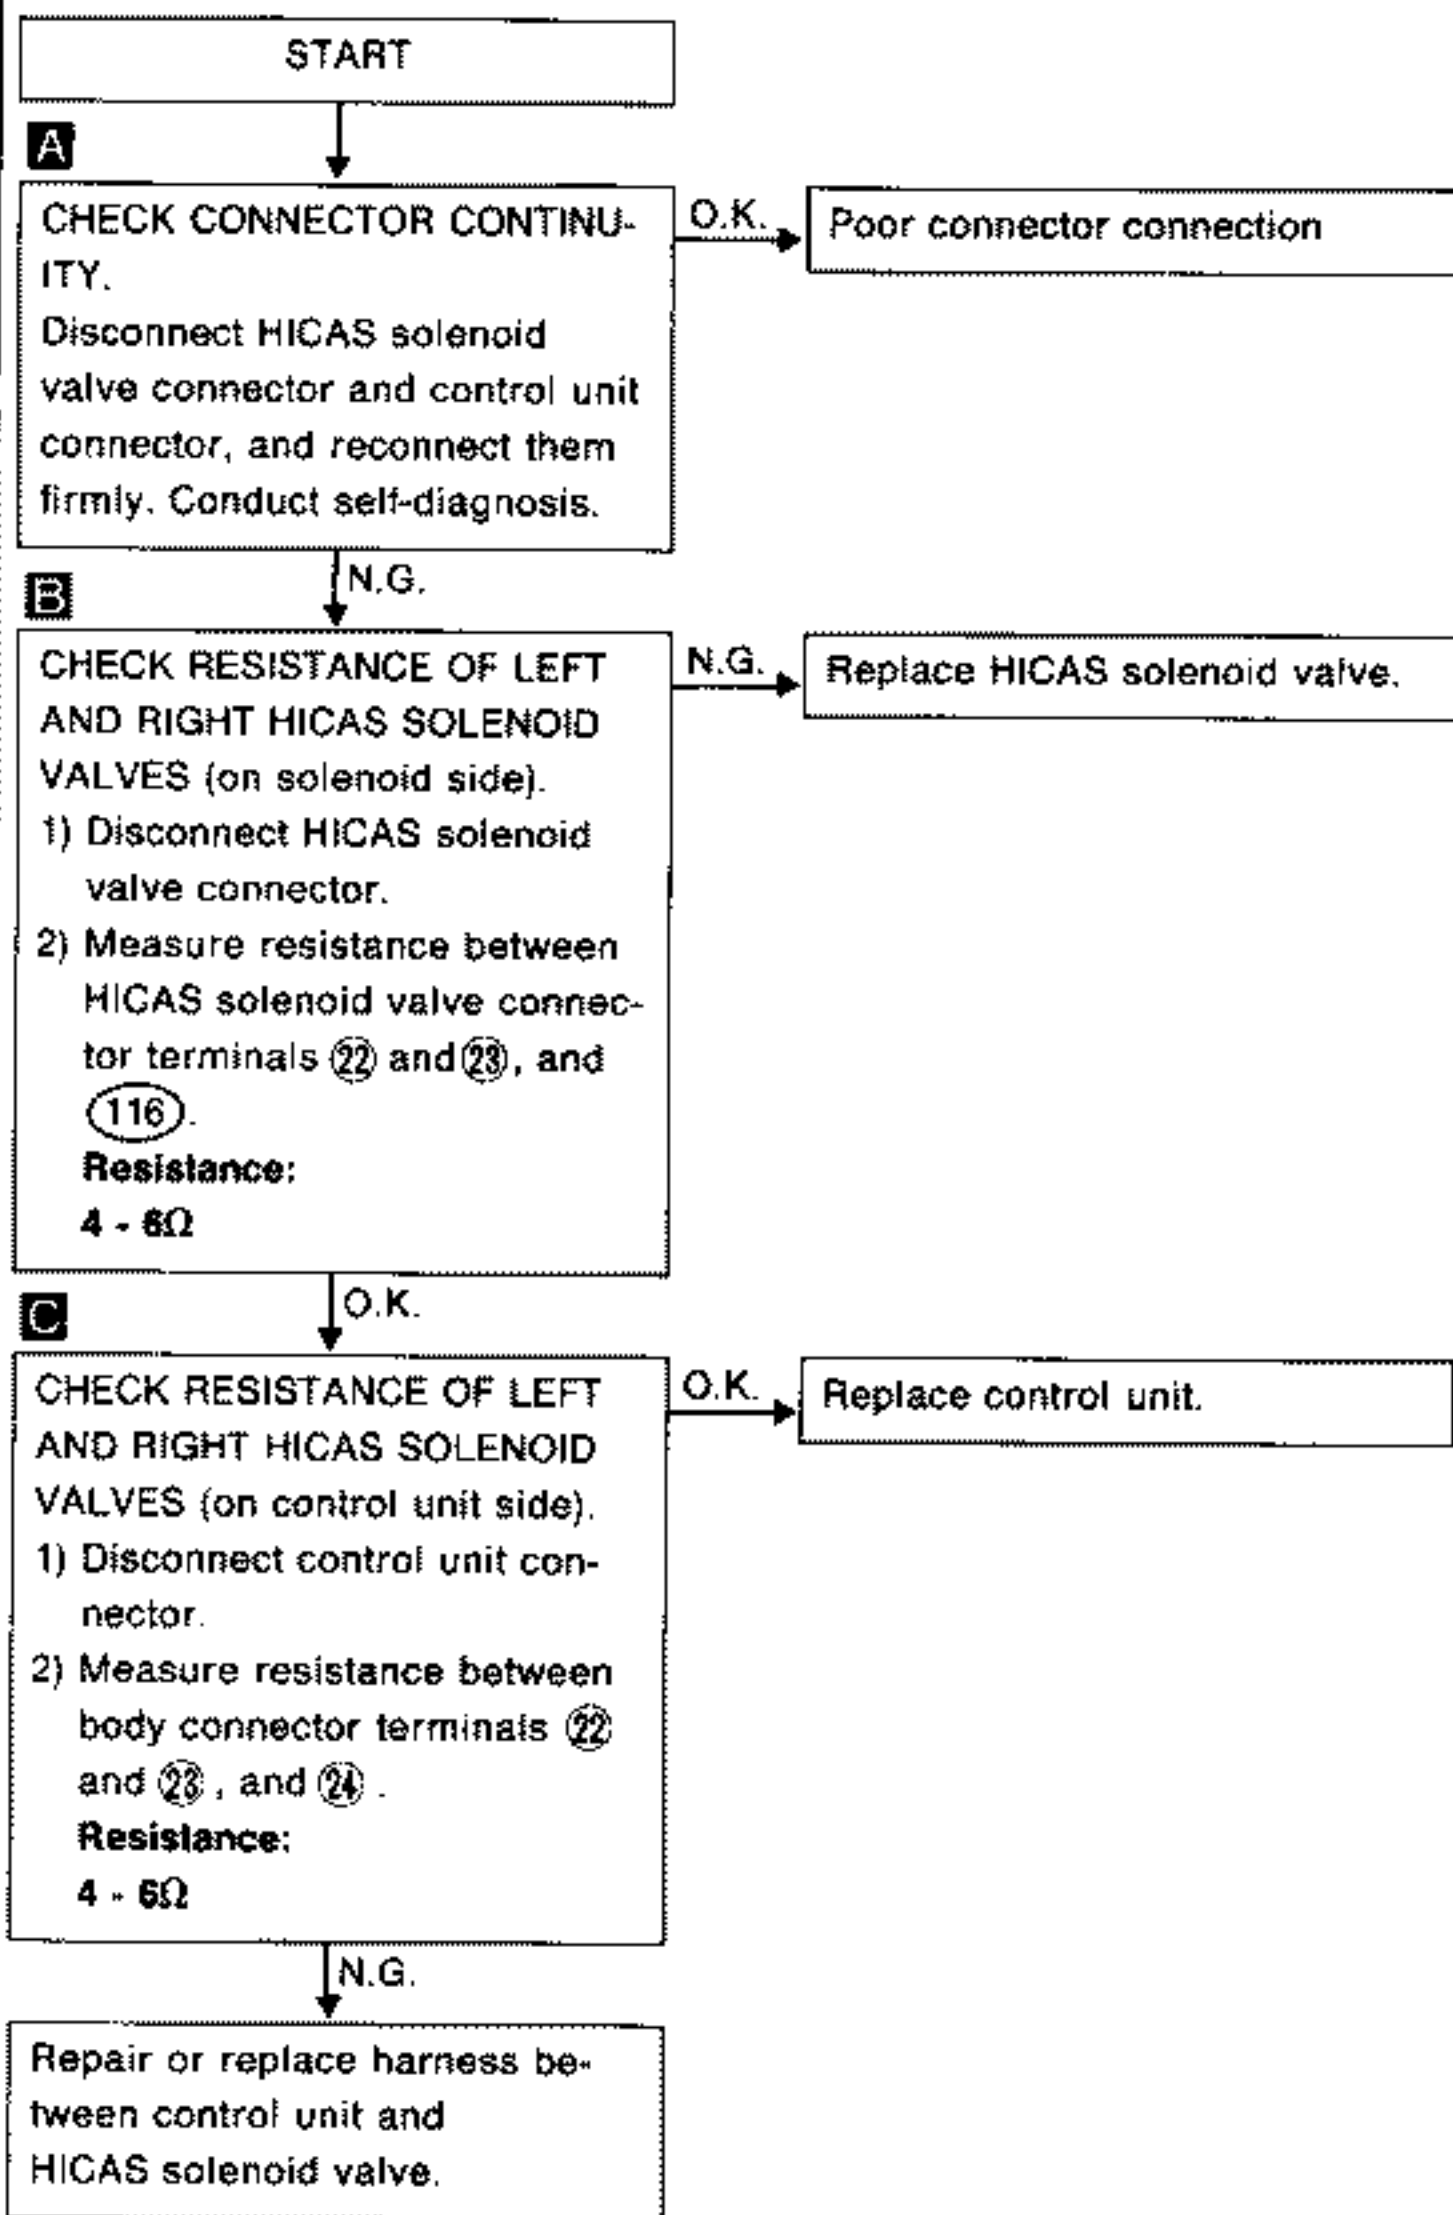 START
A
CHECK CONNECTOR CONTINU-
ITY.
Disconnect HICAS solenoid
valve connector and control unit
connector, and reconnect them
firmly. Conduct self-diagnosis.
O.K.
Poor connector connection
N.G.
B
CHECK RESISTANCE OF LEFT
AND RIGHT HICAS SOLENOID
VALVES (on solenoid side).
1) Disconnect HICAS solenoid
valve connector.
2) Measure resistance between
HICAS solenoid valve connec-
tor terminals ㉒ and ㉓, and
(116).
Resistance:
4 - 6Ω
N.G.
Replace HICAS solenoid valve.
O.K.
C
CHECK RESISTANCE OF LEFT
AND RIGHT HICAS SOLENOID
VALVES (on control unit side).
1) Disconnect control unit con-
nector.
2) Measure resistance between
body connector terminals ㉒
and ㉓, and ㉔.
Resistance:
4 - 6Ω
O.K.
Replace control unit.
N.G.
Repair or replace harness be-
tween control unit and
HICAS solenoid valve.